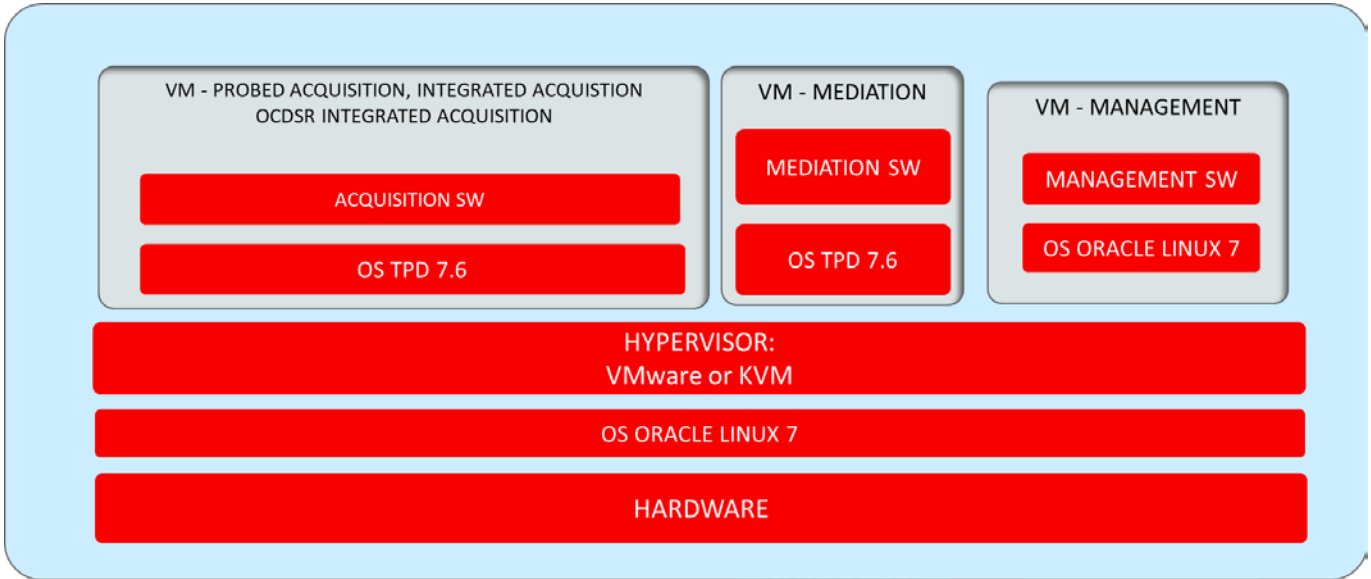 VM - PROBED ACQUISITION, INTEGRATED ACQUISTION
OCDSR INTEGRATED ACQUISITION
ACQUISITION SW
OS TPD 7.6
VM - MEDIATION
MEDIATION SW
OS TPD 7.6
VM - MANAGEMENT
MANAGEMENT SW
OS ORACLE LINUX 7
HYPERVISOR:
VMware or KVM
OS ORACLE LINUX 7
HARDWARE